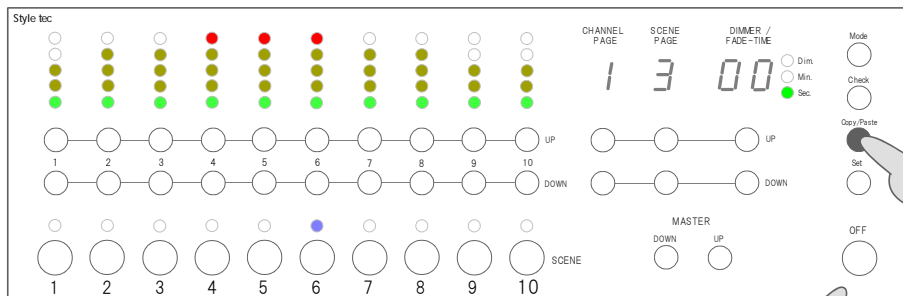 Style tec
CHANNEL PAGE SCENE PAGE DIMMER / FADE-TIME
1 3 00
Dim.
Min.
Sec.
Mode
Check
Copy/Paste
Set
OFF
UP
1 2 3 4 5 6 7 8 9 10
DOWN
UP
DOWN
MASTER
DOWN UP
SCENE
1 2 3 4 5 6 7 8 9 10